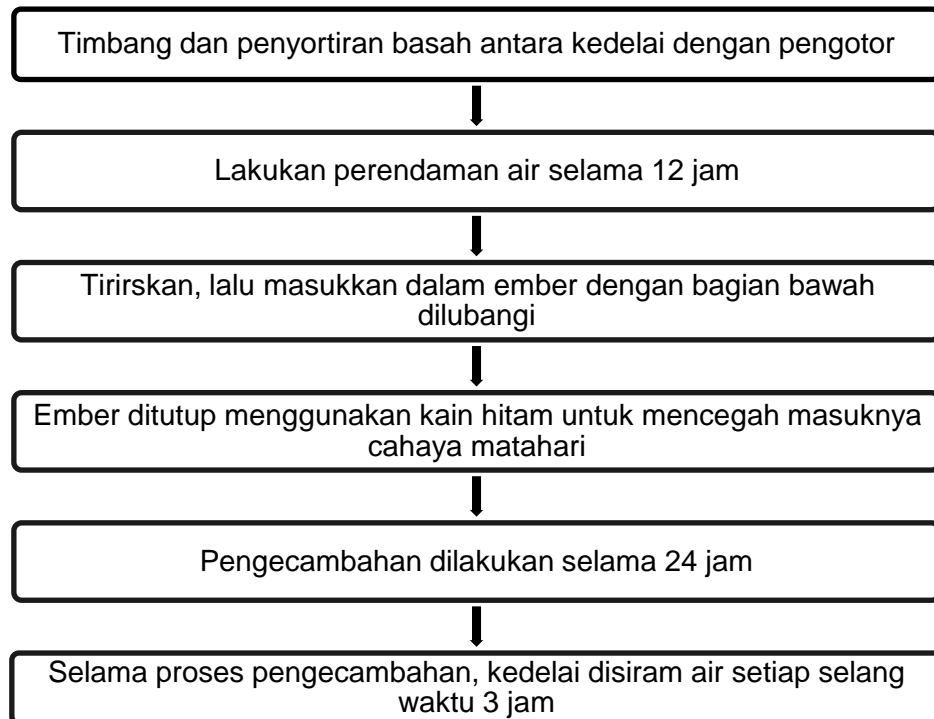 Timbang dan penyortiran basah antara kedelai dengan pengotor
Lakukan perendaman air selama 12 jam
Tirirskan, lalu masukkan dalam ember dengan bagian bawah
dilubangi
Ember ditutup menggunakan kain hitam untuk mencegah masuknya
cahaya matahari
Pengecambahan dilakukan selama 24 jam
Selama proses pengecambahan, kedelai disiram air setiap selang
waktu 3 jam